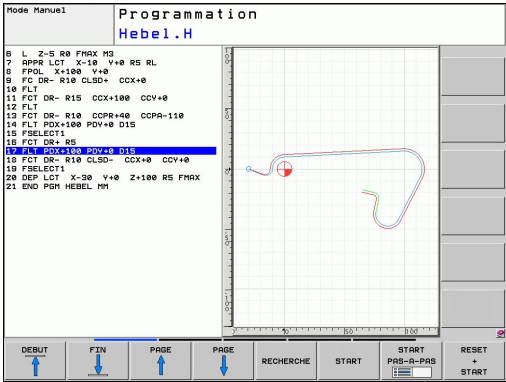 Mode Manuel
Programmation
Hebel.H
6 L Z-5 R0 FMAX M3
7 APPR LCT X-10 Y+0 R5 RL
8 FPOL X+100 Y+0
9 FC DR- R10 CLSD+ CCX+0
10 FLT
11 FCT DR- R15 CCX+100 CCY+0
12 FLT
13 FCT DR- R10 CCPR+40 CCPA-110
14 FLT PDX+100 PDY+0 D15
15 FSELECT1
16 FCT DR+ R5
17 FLT PDX+100 PDY+0 D15
18 FCT DR- R10 CLSD- CCX+0 CCY+0
19 FSELECT1
20 DEP LCT X-30 Y+0 Z+100 R5 FMAX
21 END PGM HEBEL MM
DEBUT
FIN
PAGE
PAGE
RECHERCHE
START
START
PAS-A-PAS
RESET
+
START